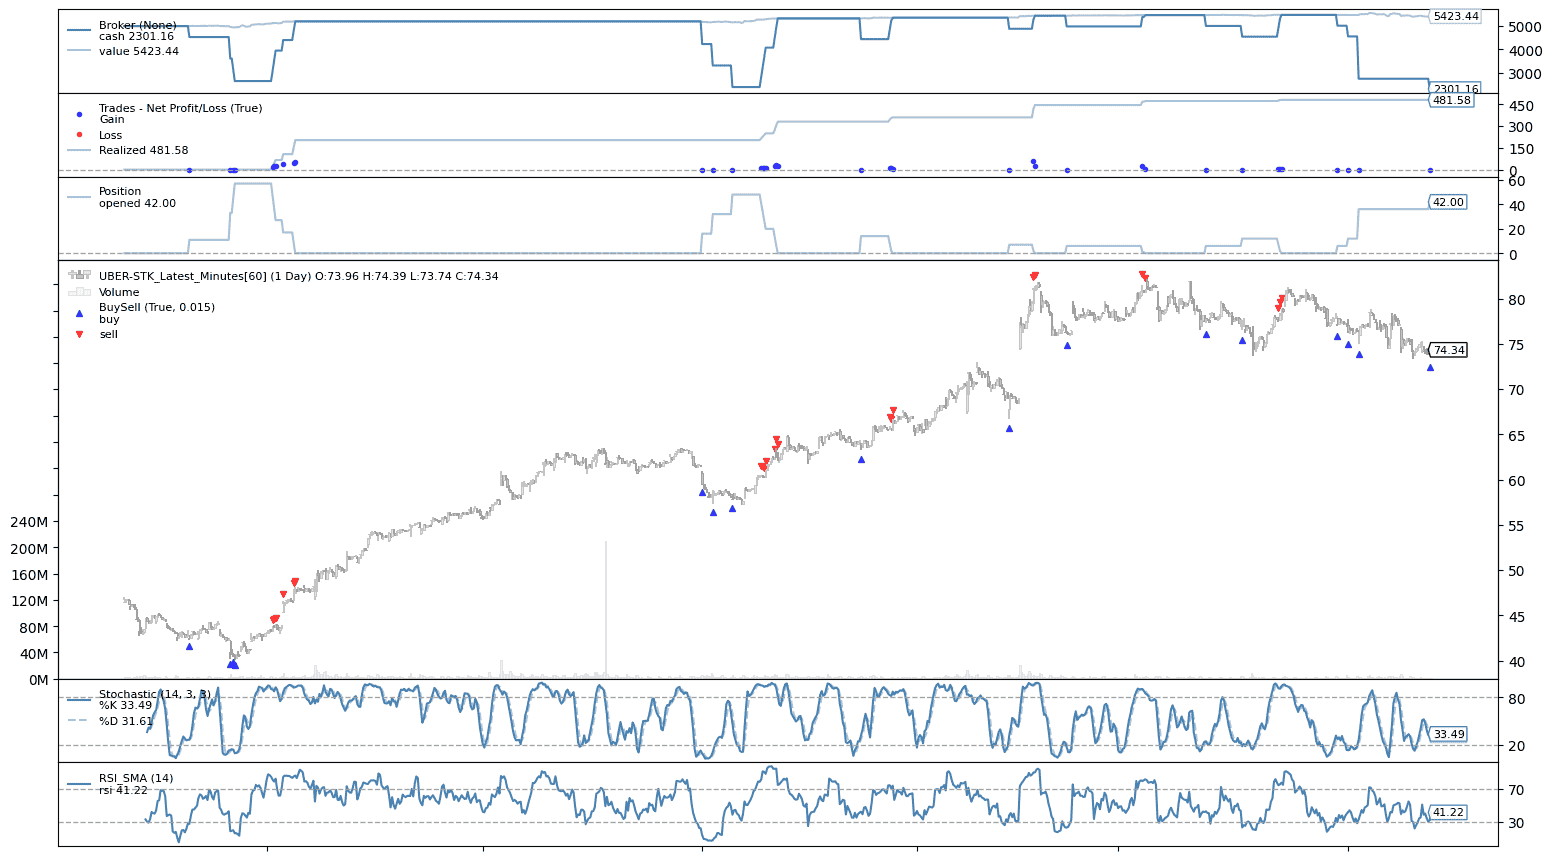 Broker (None)
cash 2301.16
value 5423.44
5423.44
5000
4000
3000
2301.16
Trades - Net Profit/Loss (True)
Gain
Loss
Realized 481.58
481.58
450
300
150
0
Position
opened 42.00
60
42.00
40
20
0
UBER-STK_Latest_Minutes[60] (1 Day) O:73.96 H:74.39 L:73.74 C:74.34
Volume
BuySell (True, 0.015)
buy
sell
80
75
74.34
70
65
60
55
50
45
40
240M
200M
160M
120M
80M
40M
0M
Stochastic (14, 3, 3)
%K 33.49
%D 31.61
80
33.49
20
RSI_SMA (14)
rsi 41.22
70
41.22
30